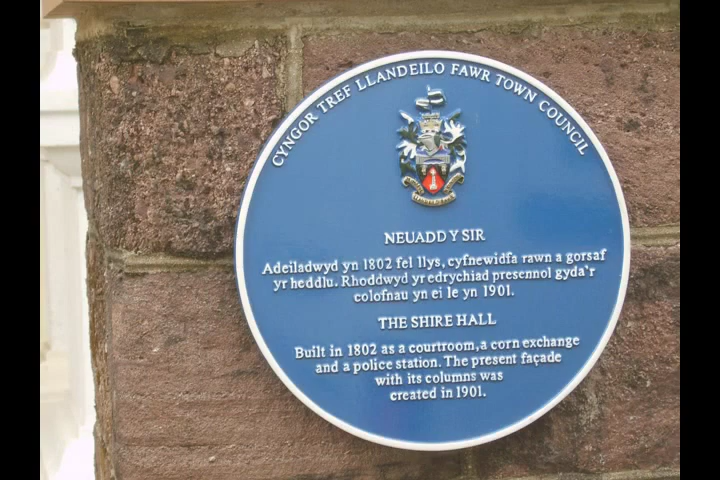 CYNGOR TREF LLANDEILO FAWR TOWN COUNCIL
NEUADD Y SIR
Adeiladwyd yn 1802 fel llys, cyfnewidfa rawn a gorsaf
yr heddlu. Rhoddwyd yr edrychiad presennol gyda'r
colofnau yn ei le yn 1901.
THE SHIRE HALL
Built in 1802 as a courtroom, a corn exchange
and a police station. The present façade
with its columns was
created in 1901.